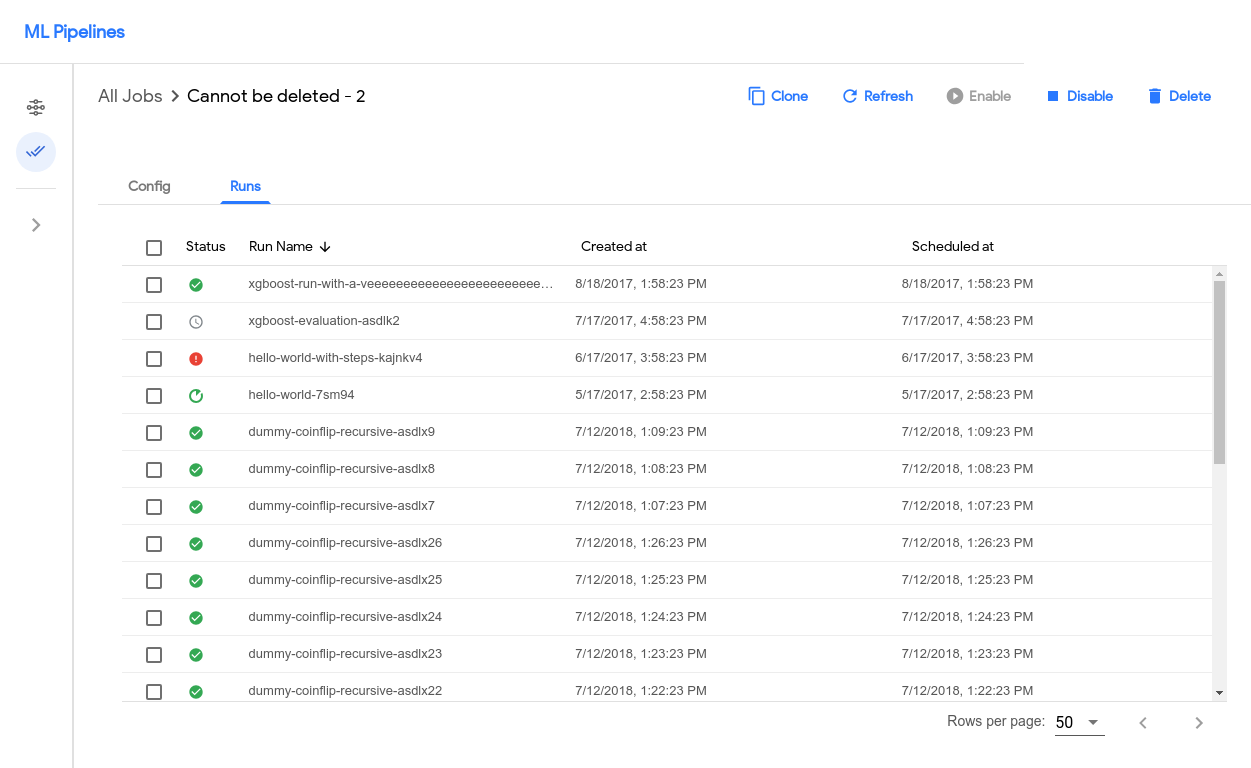 ML Pipelines
All Jobs > Cannot be deleted - 2
Clone Refresh Enable Disable Delete
Config Runs
Status Run Name Created at Scheduled at
xgboost-run-with-a-veeeeeeeeeeeeeeeeeeeeeeeee… 8/18/2017, 1:58:23 PM 8/18/2017, 1:58:23 PM
xgboost-evaluation-asdlk2 7/17/2017, 4:58:23 PM 7/17/2017, 4:58:23 PM
hello-world-with-steps-kajnkv4 6/17/2017, 3:58:23 PM 6/17/2017, 3:58:23 PM
hello-world-7sm94 5/17/2017, 2:58:23 PM 5/17/2017, 2:58:23 PM
dummy-coinflip-recursive-asdlx9 7/12/2018, 1:09:23 PM 7/12/2018, 1:09:23 PM
dummy-coinflip-recursive-asdlx8 7/12/2018, 1:08:23 PM 7/12/2018, 1:08:23 PM
dummy-coinflip-recursive-asdlx7 7/12/2018, 1:07:23 PM 7/12/2018, 1:07:23 PM
dummy-coinflip-recursive-asdlx26 7/12/2018, 1:26:23 PM 7/12/2018, 1:26:23 PM
dummy-coinflip-recursive-asdlx25 7/12/2018, 1:25:23 PM 7/12/2018, 1:25:23 PM
dummy-coinflip-recursive-asdlx24 7/12/2018, 1:24:23 PM 7/12/2018, 1:24:23 PM
dummy-coinflip-recursive-asdlx23 7/12/2018, 1:23:23 PM 7/12/2018, 1:23:23 PM
dummy-coinflip-recursive-asdlx22 7/12/2018, 1:22:23 PM 7/12/2018, 1:22:23 PM
Rows per page: 50